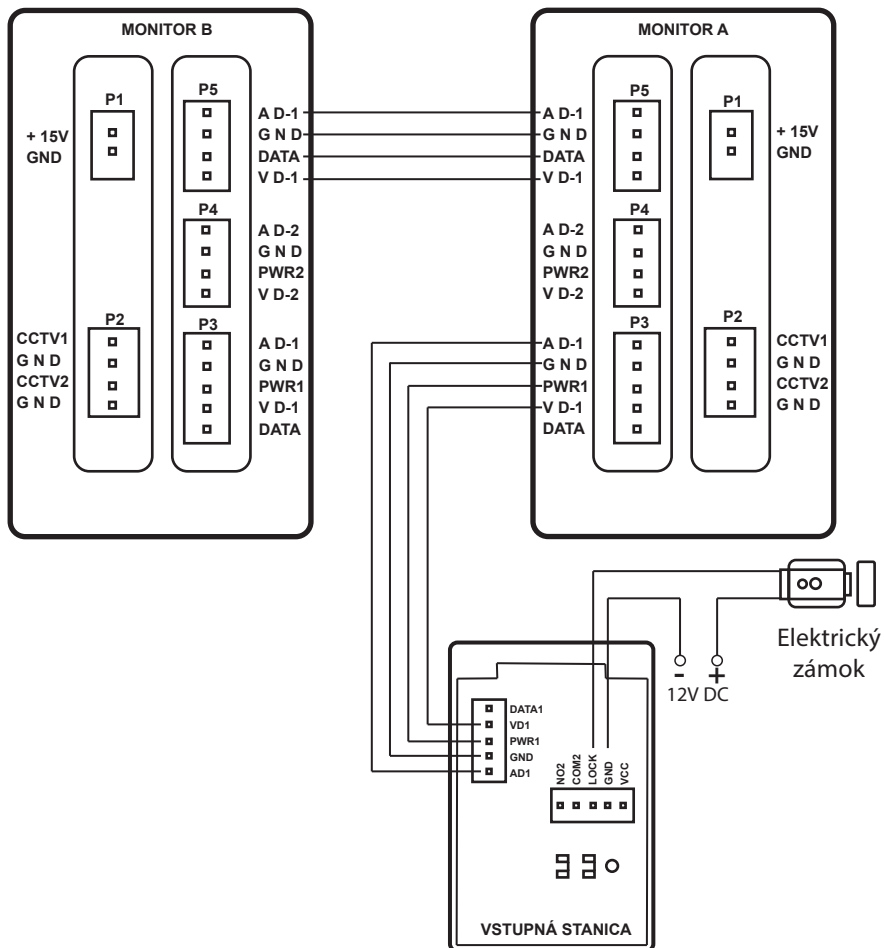 MONITOR B
P1
+ 15V
GND
P5
A D-1
G N D
DATA
V D-1
P4
A D-2
G N D
PWR2
V D-2
P2
CCTV1
G N D
CCTV2
G N D
P3
A D-1
G N D
PWR1
V D-1
DATA
MONITOR A
P5
A D-1
G N D
DATA
V D-1
P1
+ 15V
GND
P4
A D-2
G N D
PWR2
V D-2
P3
A D-1
G N D
PWR1
V D-1
DATA
P2
CCTV1
G N D
CCTV2
G N D
Elektrický
zámok
- +
12V DC
DATA1
VD1
PWR1
GND
AD1
NO2
COM2
LOCK
GND
VCC
VSTUPNÁ STANICA